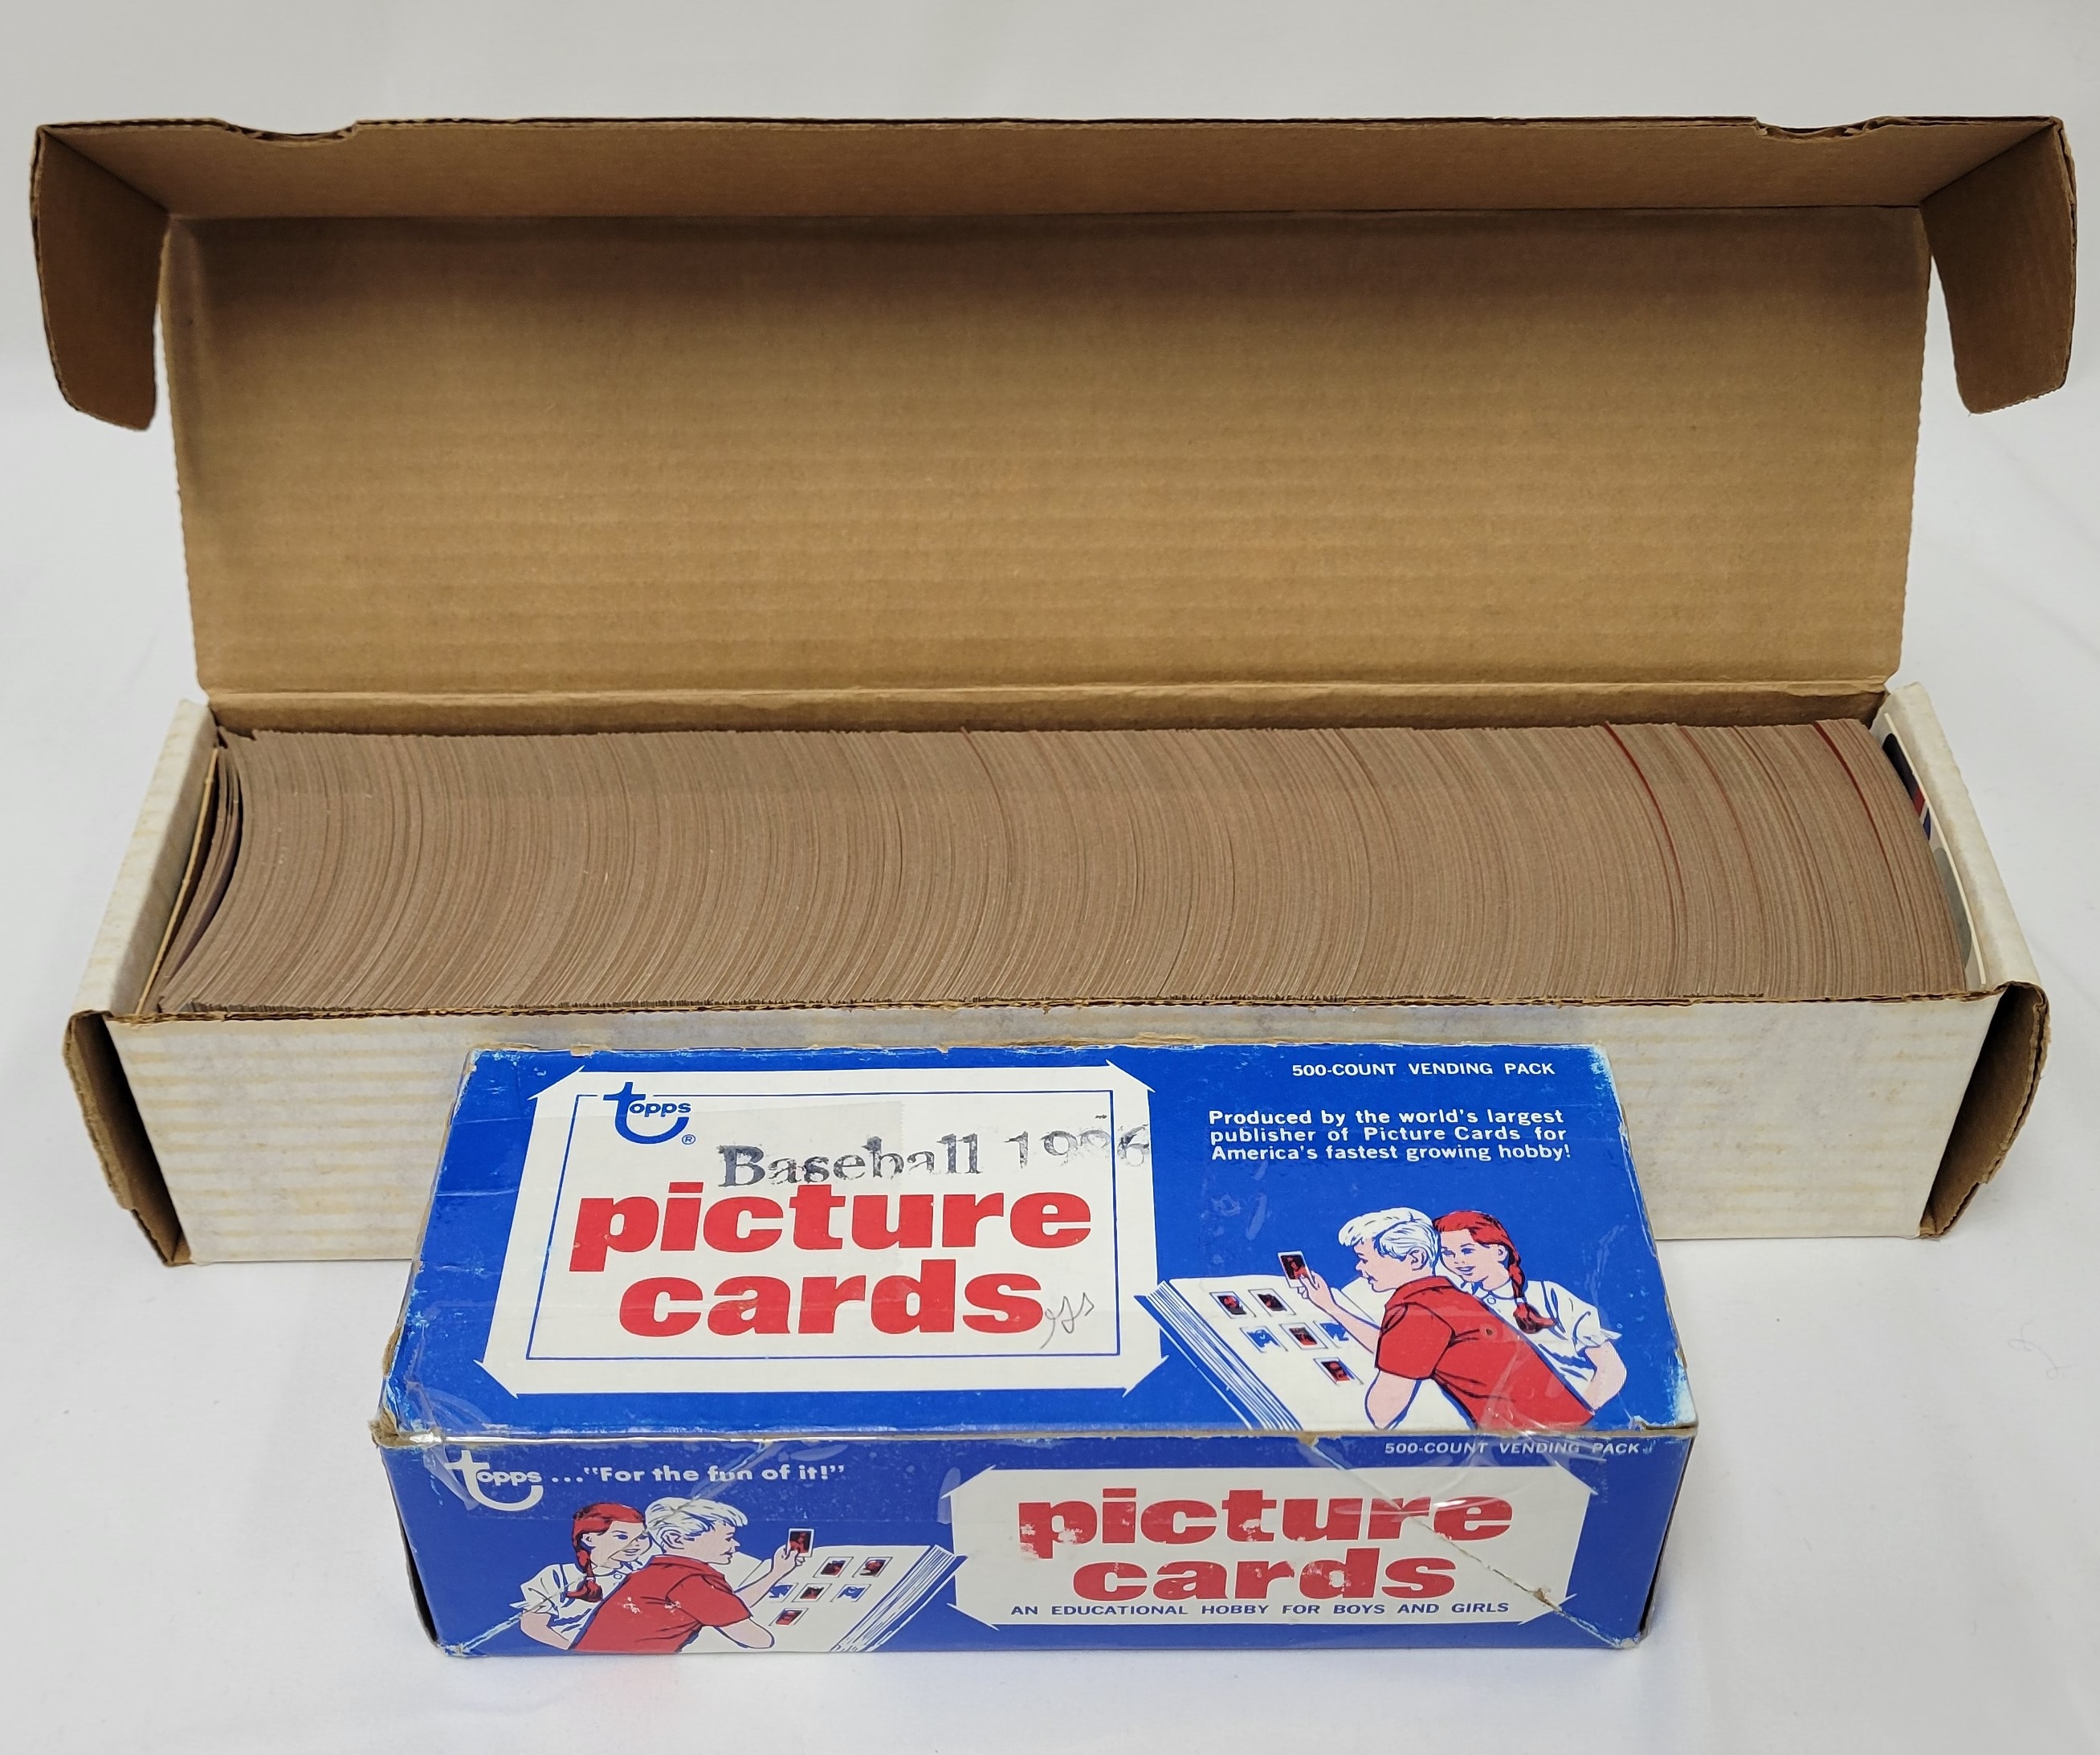 topps ®
Baseball 1986
picture
cards
500-COUNT VENDING PACK
Produced by the world's largest
publisher of Picture Cards for
America's fastest growing hobby!
500-COUNT VENDING PACK
topps ..."For the fun of it!"
picture
cards
AN EDUCATIONAL HOBBY FOR BOYS AND GIRLS